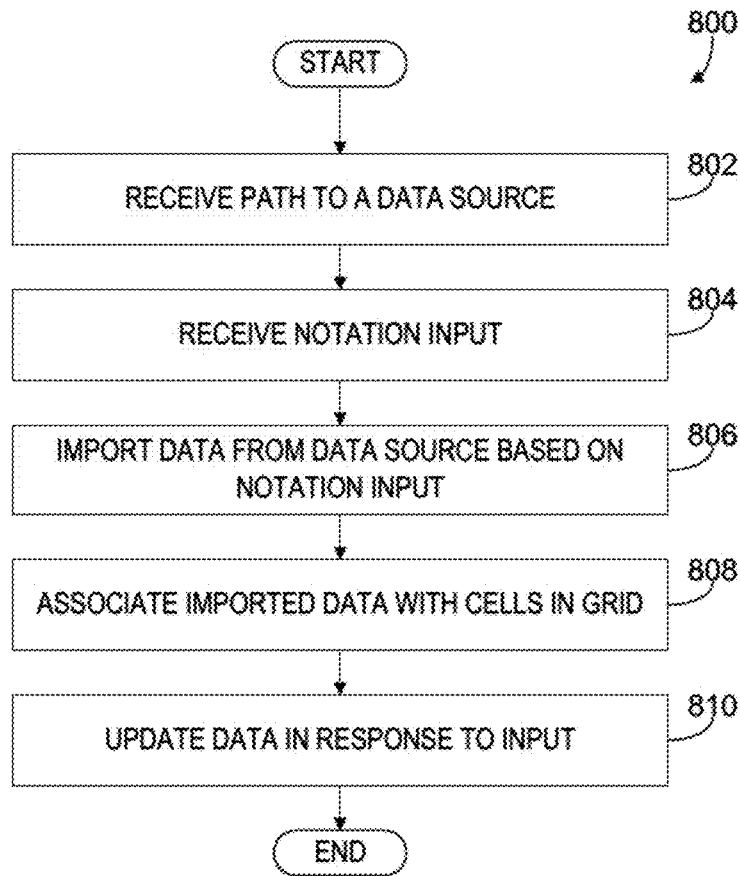 800
START
802
RECEIVE PATH TO A DATA SOURCE
804
RECEIVE NOTATION INPUT
806
IMPORT DATA FROM DATA SOURCE BASED ON
NOTATION INPUT
808
ASSOCIATE IMPORTED DATA WITH CELLS IN GRID
810
UPDATE DATA IN RESPONSE TO INPUT
END